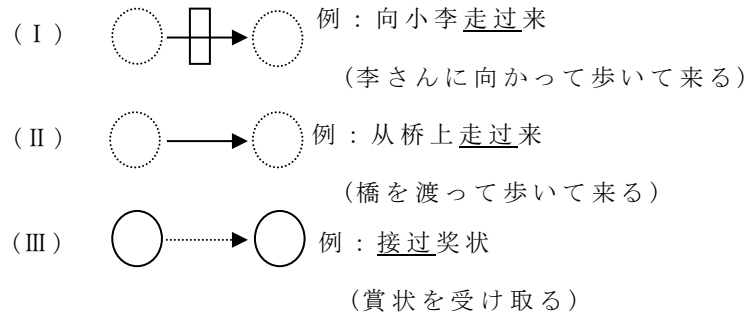 (Ⅰ) 例:向小李走过来
(李さんに向かって歩いて来る)
(Ⅱ) 例:从桥上走过来
(橋を渡って歩いて来る)
(Ⅲ) 例:接过奖状
(賞状を受け取る)